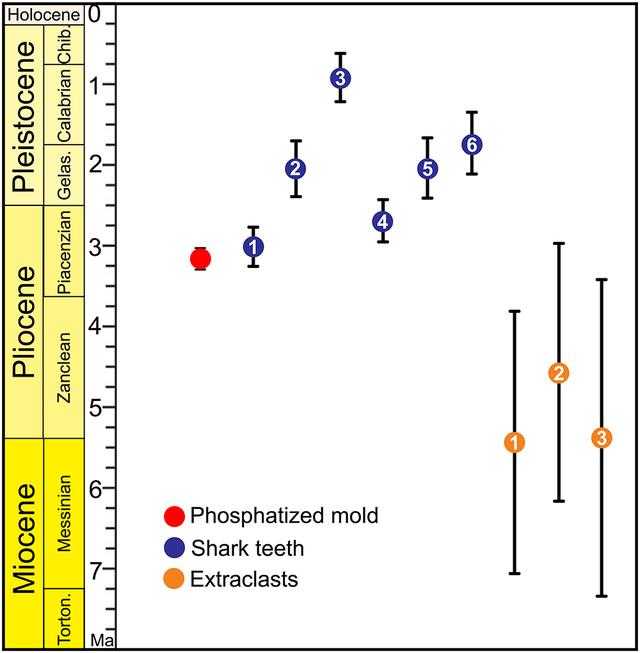 Holocene
Pleistocene
Chib.
Calabrian
Gelas.
Pliocene
Piacenzian
Zanclean
Miocene
Messinian
Torton.
0
1
2
3
4
5
6
7
Ma
3
2
5
6
4
1
2
3
1
Phosphatized mold
Shark teeth
Extraclasts